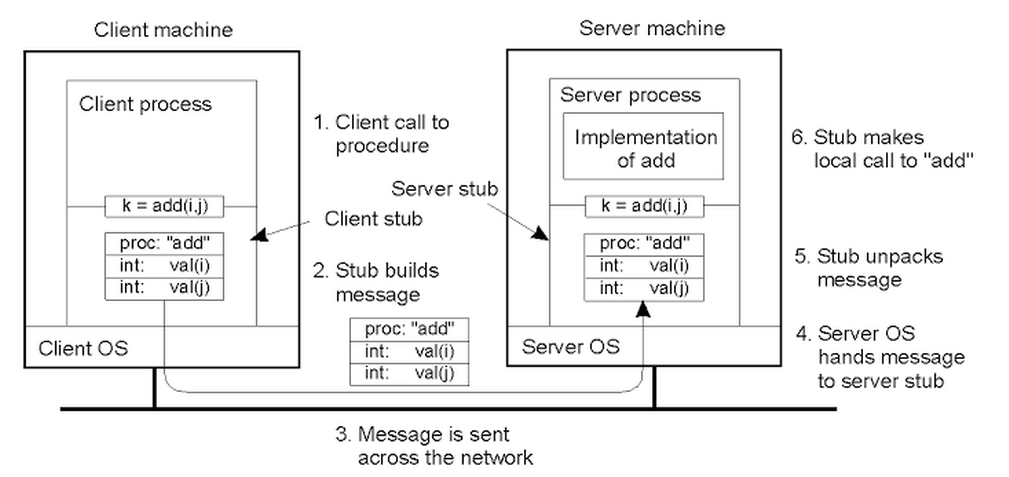 Client machine
Server machine
Client process
1. Client call to
procedure
Server process
Implementation
of add
6. Stub makes
local call to "add"
Server stub
k = add(i,j)
Client stub
k = add(i,j)
proc: "add"
int: val(i)
int: val(j)
2. Stub builds
message
proc: "add"
int: val(i)
int: val(j)
5. Stub unpacks
message
proc: "add"
int: val(i)
int: val(j)
Client OS
Server OS
4. Server OS
hands message
to server stub
3. Message is sent
across the network